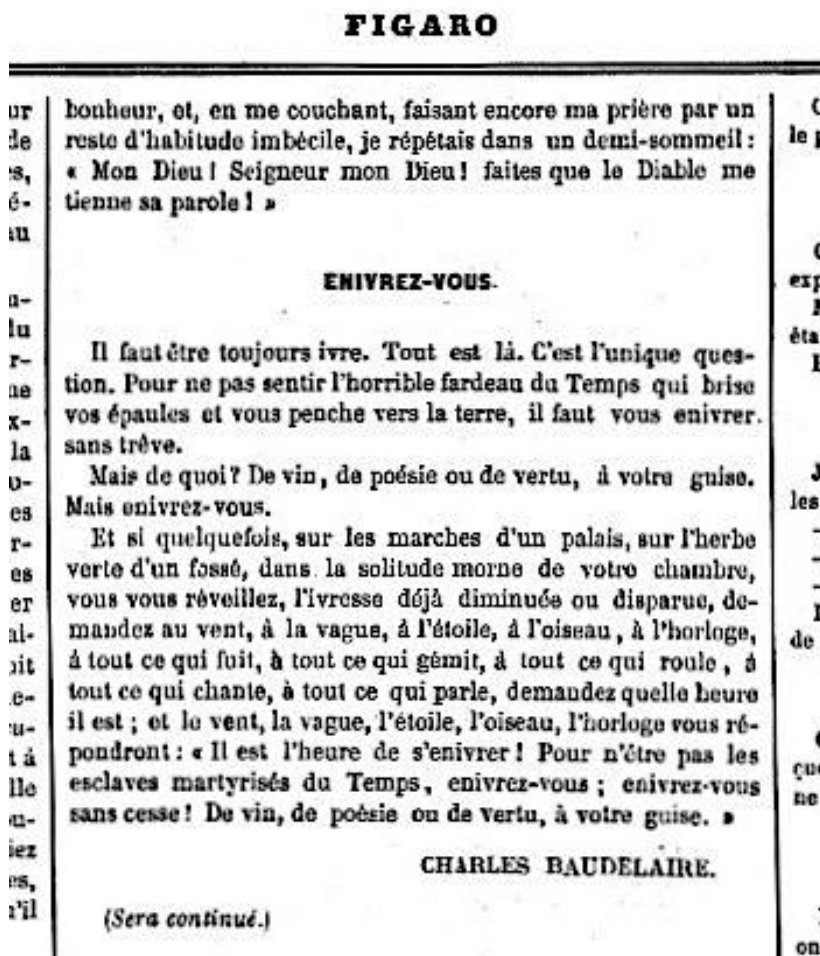 FIGARO
bonheur, et, en me couchant, faisant encore ma prière par un
reste d'habitude imbécile, je répétais dans un demi-sommeil :
« Mon Dieu ! Seigneur mon Dieu ! faites que le Diable me
tienne sa parole ! »
ENIVREZ-VOUS.
Il faut être toujours ivre. Tout est là. C'est l'unique ques-
tion. Pour ne pas sentir l'horrible fardeau du Temps qui brise
vos épaules et vous penche vers la terre, il faut vous enivrer
sans trêve.
Mais de quoi ? De vin, de poésie ou de vertu, à votre guise.
Mais enivrez-vous.
Et si quelquefois, sur les marches d'un palais, sur l'herbe
verte d'un fossé, dans la solitude morne de votre chambre,
vous vous réveillez, l'ivresse déjà diminuée ou disparue, de-
mandez au vent, à la vague, à l'étoile, à l'oiseau, à l'horloge,
à tout ce qui fuit, à tout ce qui gémit, à tout ce qui roule, à
tout ce qui chante, à tout ce qui parle, demandez quelle heure
il est ; et le vent, la vague, l'étoile, l'oiseau, l'horloge vous ré-
pondront : « Il est l'heure de s'enivrer ! Pour n'être pas les
esclaves martyrisés du Temps, enivrez-vous ; enivrez-vous
sans cesse ! De vin, de poésie ou de vertu, à votre guise. »
CHARLES BAUDELAIRE.
(Sera continué.)